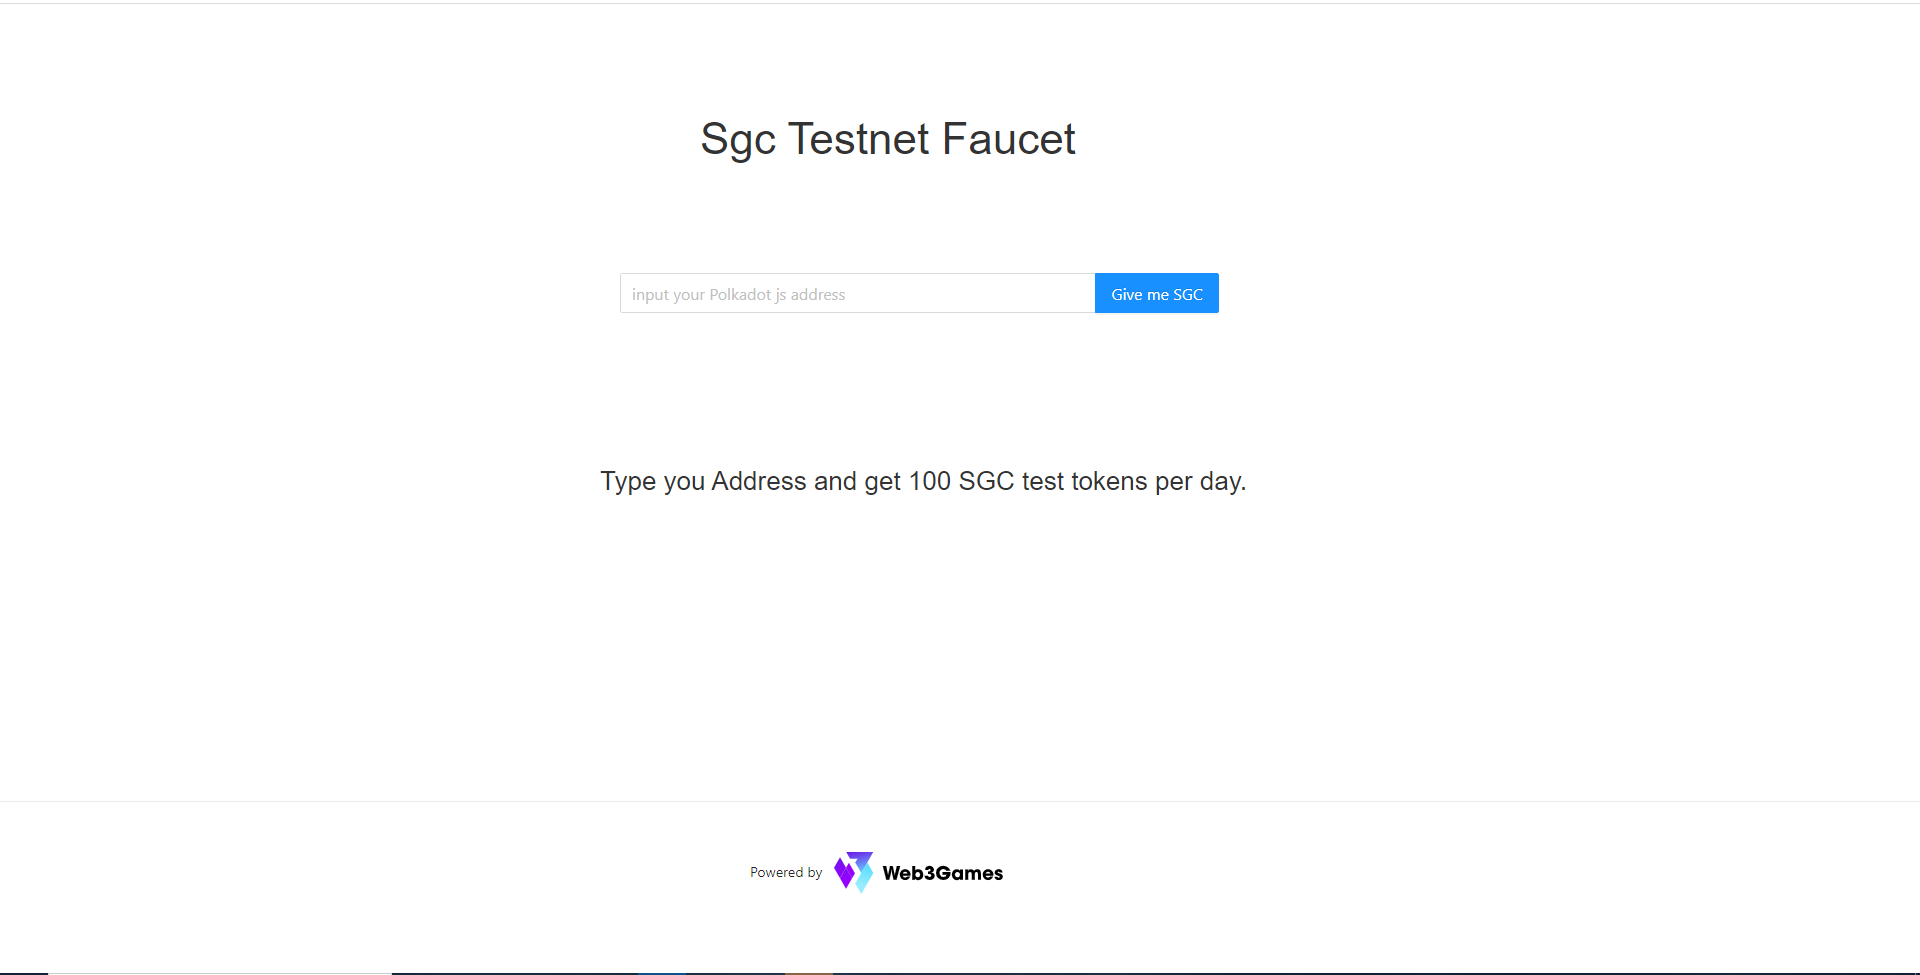 Sgc Testnet Faucet
input your Polkadot js address
Give me SGC
Type you Address and get 100 SGC test tokens per day.
Powered by Web3Games